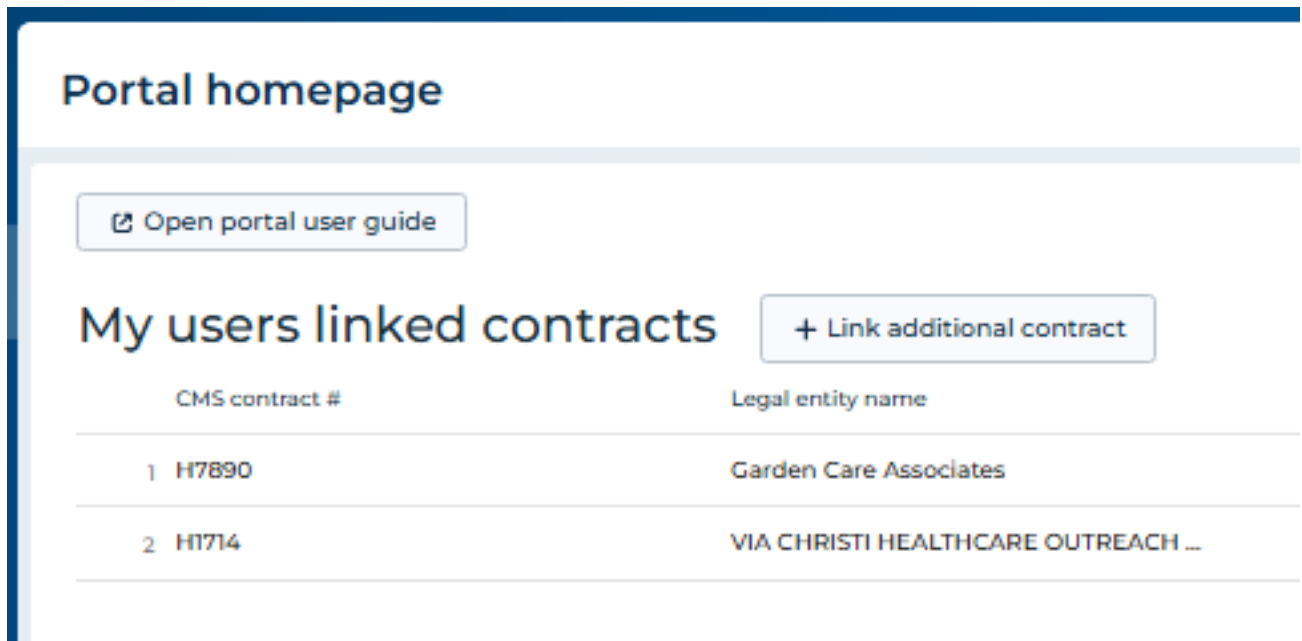 Portal homepage
Open portal user guide
My users linked contracts + Link additional contract
CMS contract # Legal entity name
1 H7890 Garden Care Associates
2 H1714 VIA CHRISTI HEALTHCARE OUTREACH ...